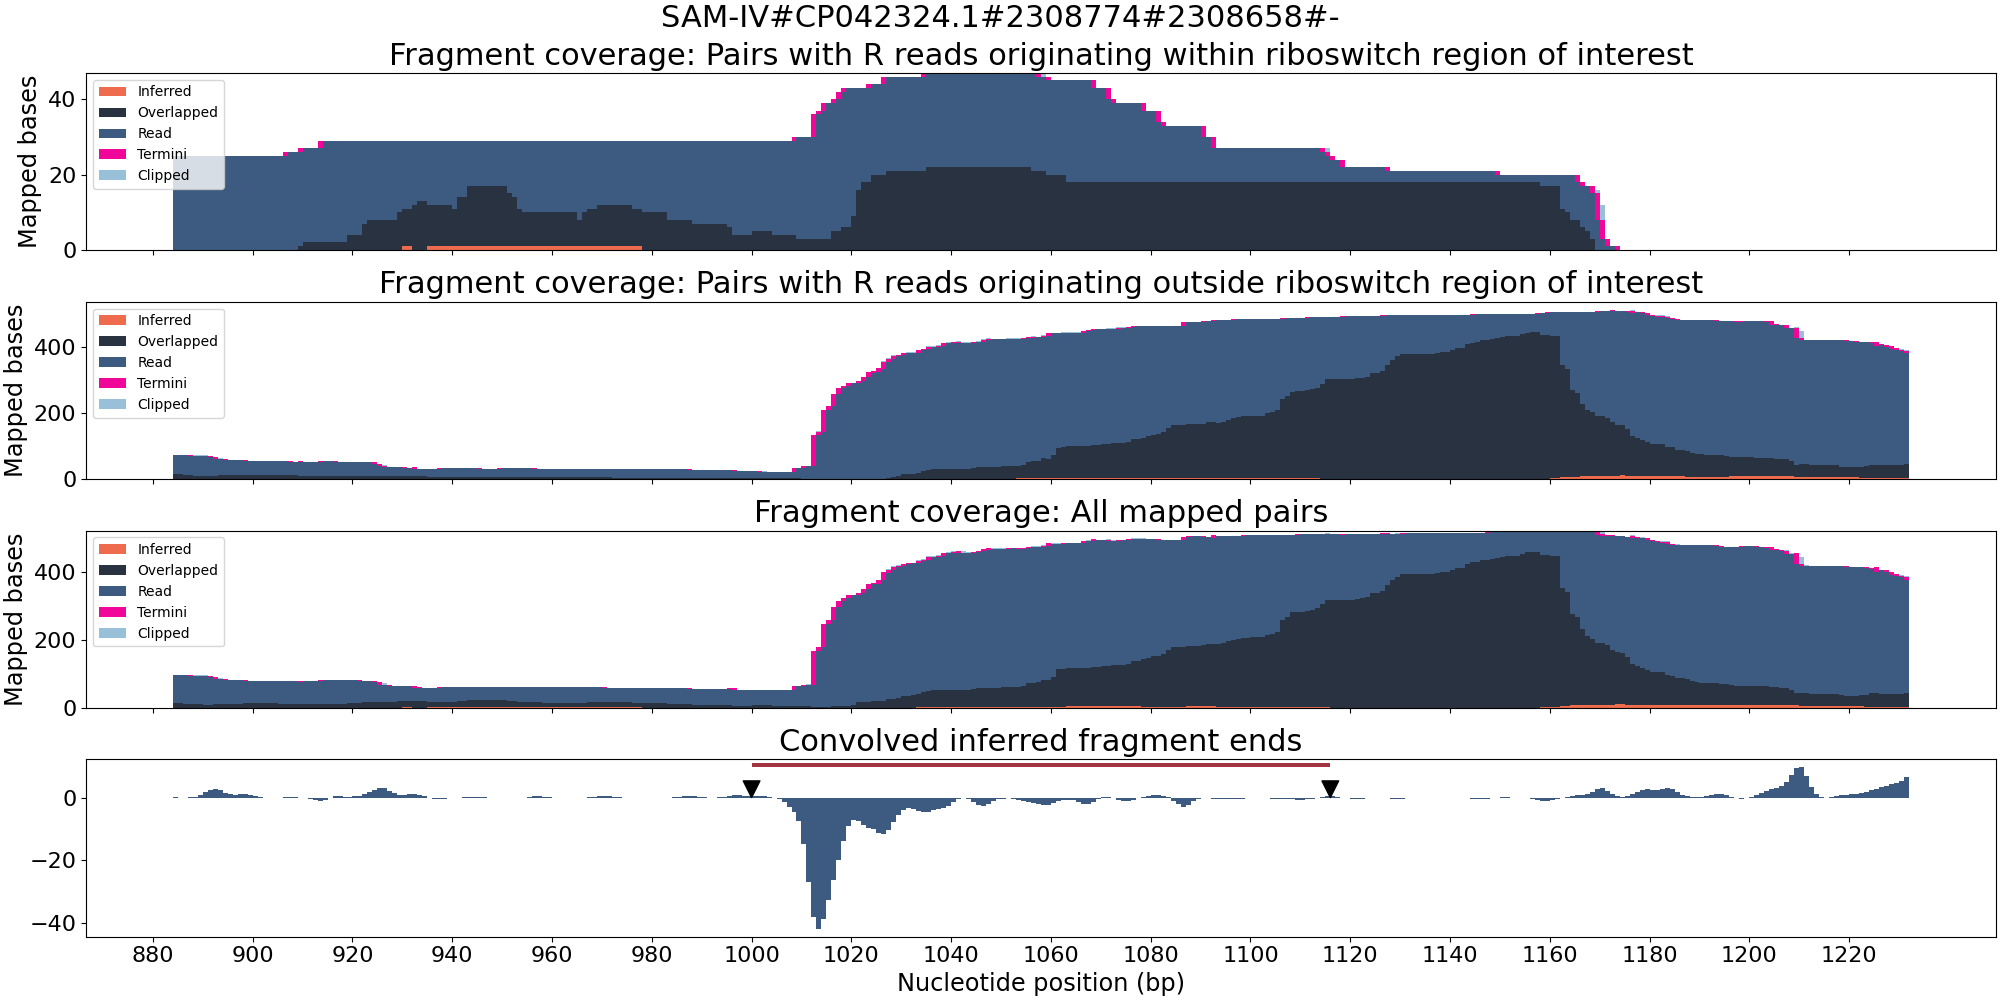 SAM-IV#CP042324.1#2308774#2308658#-
Fragment coverage: Pairs with R reads originating within riboswitch region of interest
Mapped bases
40
20
0
Inferred
Overlapped
Read
Termini
Clipped
Fragment coverage: Pairs with R reads originating outside riboswitch region of interest
Mapped bases
400
200
0
Inferred
Overlapped
Read
Termini
Clipped
Fragment coverage: All mapped pairs
Mapped bases
400
200
0
Inferred
Overlapped
Read
Termini
Clipped
Convolved inferred fragment ends
0
−20
−40
880 900 920 940 960 980 1000 1020 1040 1060 1080 1100 1120 1140 1160 1180 1200 1220
Nucleotide position (bp)